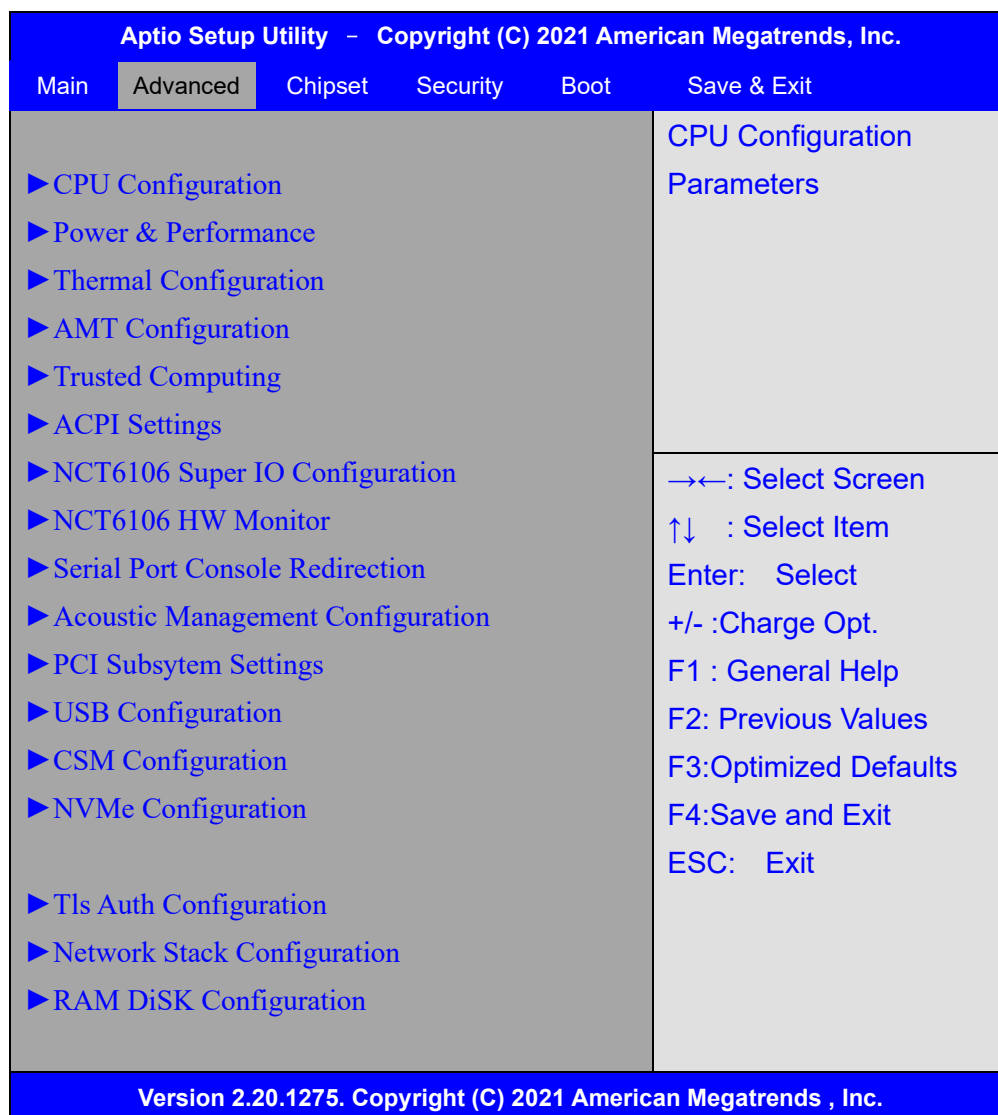 Aptio Setup Utility – Copyright (C) 2021 American Megatrends, Inc.
Main Advanced Chipset Security Boot Save & Exit
►CPU Configuration
►Power & Performance
►Thermal Configuration
►AMT Configuration
►Trusted Computing
►ACPI Settings
►NCT6106 Super IO Configuration
►NCT6106 HW Monitor
►Serial Port Console Redirection
►Acoustic Management Configuration
►PCI Subsytem Settings
►USB Configuration
►CSM Configuration
►NVMe Configuration
►Tls Auth Configuration
►Network Stack Configuration
►RAM DiSK Configuration
CPU Configuration
Parameters
→←: Select Screen
↑↓ : Select Item
Enter: Select
+/- :Charge Opt.
F1 : General Help
F2: Previous Values
F3:Optimized Defaults
F4:Save and Exit
ESC: Exit
Version 2.20.1275. Copyright (C) 2021 American Megatrends , Inc.